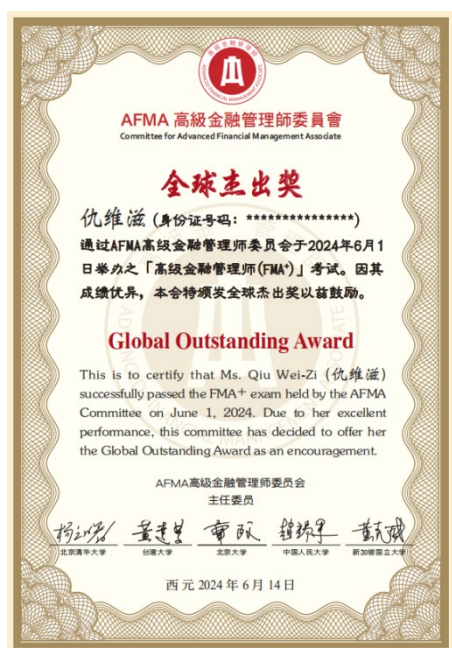 AFMA 高級金融管理師委員會
Committee for Advanced Financial Management Associate
全球杰出奖
仇维滋 (身份证号码: ***************)
通过AFMA高级金融管理师委员会于2024年6月1
日举办之「高级金融管理师(FMA⁺)」考试。因其
成绩优异，本会特颁发全球杰出奖以兹鼓励。
Global Outstanding Award
This is to certify that Ms. Qiu Wei-Zi (仇维滋)
successfully passed the FMA+ exam held by the AFMA
Committee on June 1, 2024. Due to her excellent
performance, this committee has decided to offer her
the Global Outstanding Award as an encouragement.
AFMA高级金融管理师委员会
主任委员
北京清华大学 台湾大学 北京大学 中国人民大学 新加坡国立大学
西元 2024 年 6 月 14 日